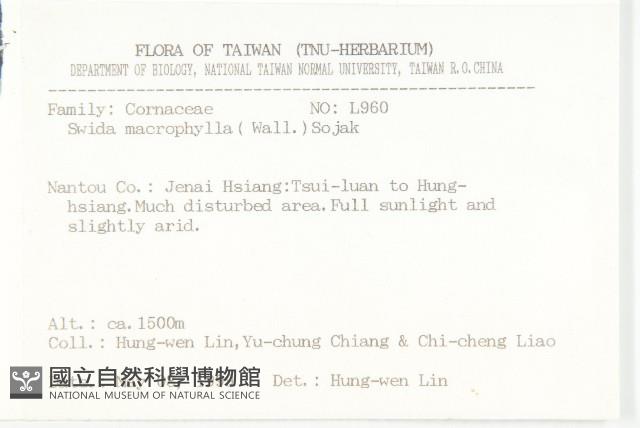 FLORA OF TAIWAN (TNU-HERBARIUM)
DEPARTMENT OF BIOLOGY, NATIONAL TAIWAN NORMAL UNIVERSITY, TAIWAN R.O.CHINA
Family: Cornaceae NO: L960
Swida macrophylla( Wall.)Sojak
Nantou Co.: Jenai Hsiang:Tsui-luan to Hung-
hsiang.Much disturbed area.Full sunlight and
slightly arid.
Alt.: ca.1500m
Coll.: Hung-wen Lin,Yu-chung Chiang & Chi-cheng Liao
Det.: Hung-wen Lin
國立自然科學博物館
NATIONAL MUSEUM OF NATURAL SCIENCE